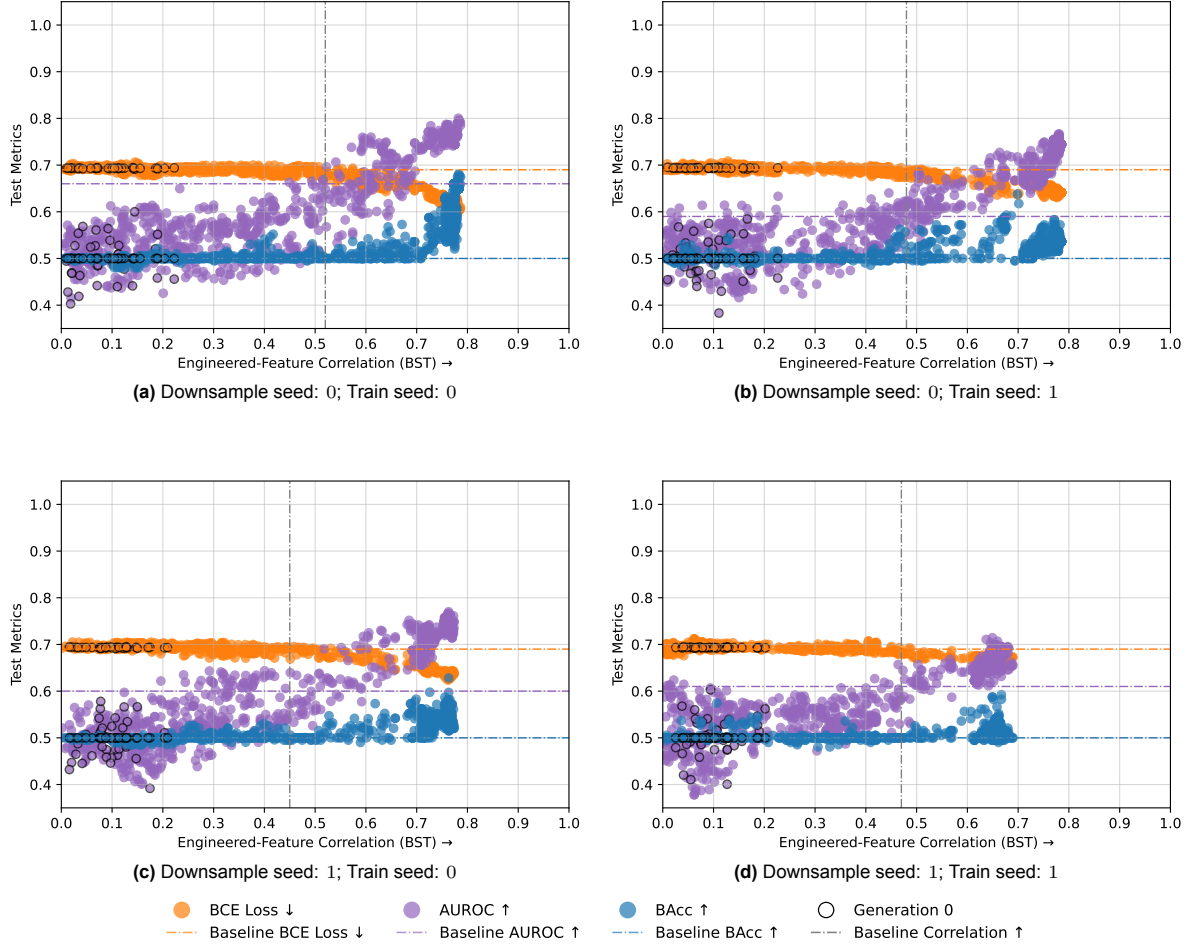 1.0
0.9
0.8
0.7
0.6
0.5
0.4
Test Metrics
0.0 0.1 0.2 0.3 0.4 0.5 0.6 0.7 0.8 0.9 1.0
Engineered-Feature Correlation (BST) →
(a) Downsample seed: 0; Train seed: 0
1.0
0.9
0.8
0.7
0.6
0.5
0.4
Test Metrics
0.0 0.1 0.2 0.3 0.4 0.5 0.6 0.7 0.8 0.9 1.0
Engineered-Feature Correlation (BST) →
(b) Downsample seed: 0; Train seed: 1
1.0
0.9
0.8
0.7
0.6
0.5
0.4
Test Metrics
0.0 0.1 0.2 0.3 0.4 0.5 0.6 0.7 0.8 0.9 1.0
Engineered-Feature Correlation (BST) →
(c) Downsample seed: 1; Train seed: 0
1.0
0.9
0.8
0.7
0.6
0.5
0.4
Test Metrics
0.0 0.1 0.2 0.3 0.4 0.5 0.6 0.7 0.8 0.9 1.0
Engineered-Feature Correlation (BST) →
(d) Downsample seed: 1; Train seed: 1
BCE Loss ↓ AUROC ↑ BAcc ↑ Generation 0
Baseline BCE Loss ↓ Baseline AUROC ↑ Baseline BAcc ↑ Baseline Correlation ↑